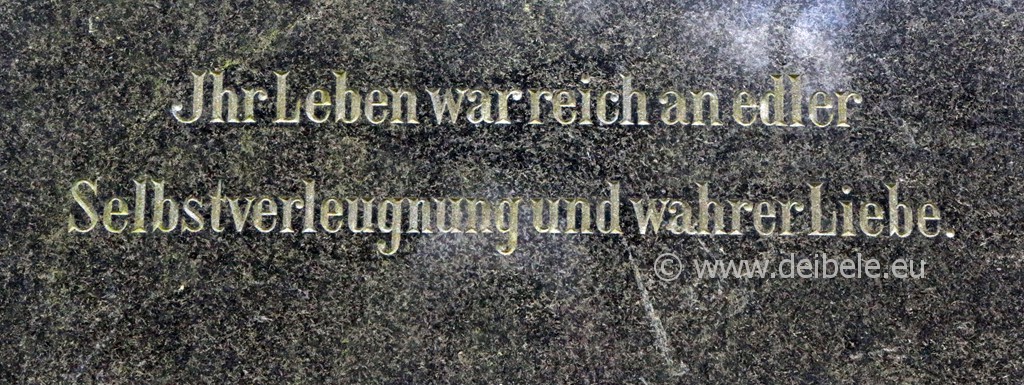 Jhr Leben war reich an edler
Selbstverleugnung und wahrer Liebe.
© www.deibele.eu